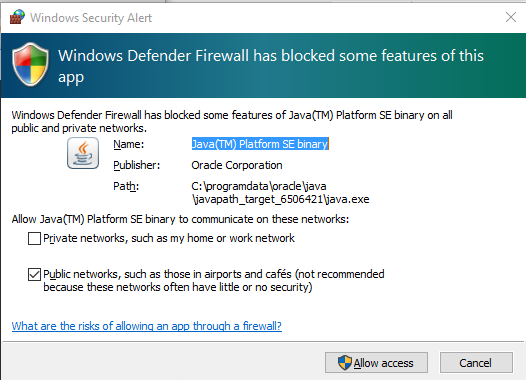 Windows Security Alert
Windows Defender Firewall has blocked some features of this
app
Windows Defender Firewall has blocked some features of Java(TM) Platform SE binary on all
public and private networks.
Name: Java(TM) Platform SE binary
Publisher: Oracle Corporation
Path: C:\programdata\oracle\java
\javapath_target_6506421\java.exe
Allow Java(TM) Platform SE binary to communicate on these networks:
Private networks, such as my home or work network
Public networks, such as those in airports and cafés (not recommended
because these networks often have little or no security)
What are the risks of allowing an app through a firewall?
Allow access Cancel